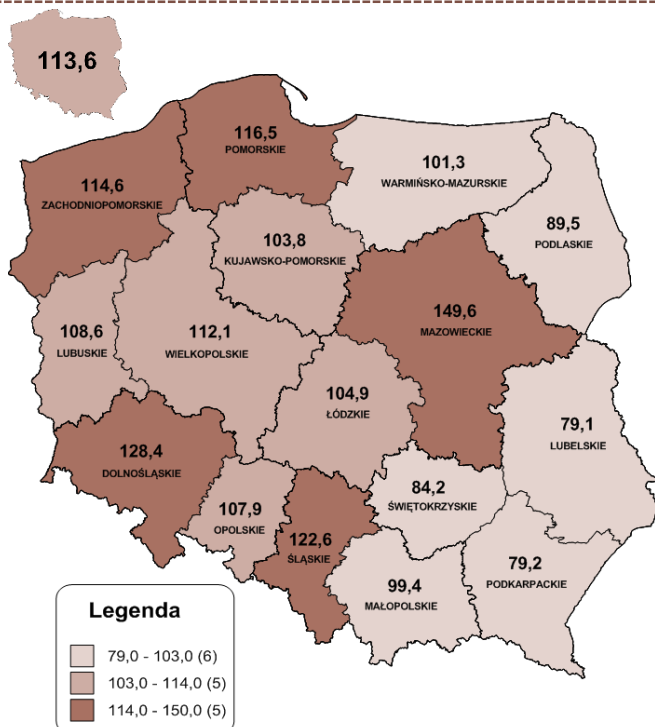 113,6
116,5
POMORSKIE
114,6
ZACHODNIOPOMORSKIE
101,3
WARMIŃSKO-MAZURSKIE
89,5
PODLASKIE
103,8
KUJAWSKO-POMORSKIE
149,6
MAZOWIECKIE
108,6
LUBUSKIE
112,1
WIELKOPOLSKIE
104,9
ŁÓDZKIE
79,1
LUBELSKIE
128,4
DOLNOŚLĄSKIE
107,9
OPOLSKIE
122,6
ŚLĄSKIE
84,2
ŚWIĘTOKRZYSKIE
99,4
MAŁOPOLSKIE
79,2
PODKARPACKIE
Legenda
79,0 - 103,0 (6)
103,0 - 114,0 (5)
114,0 - 150,0 (5)